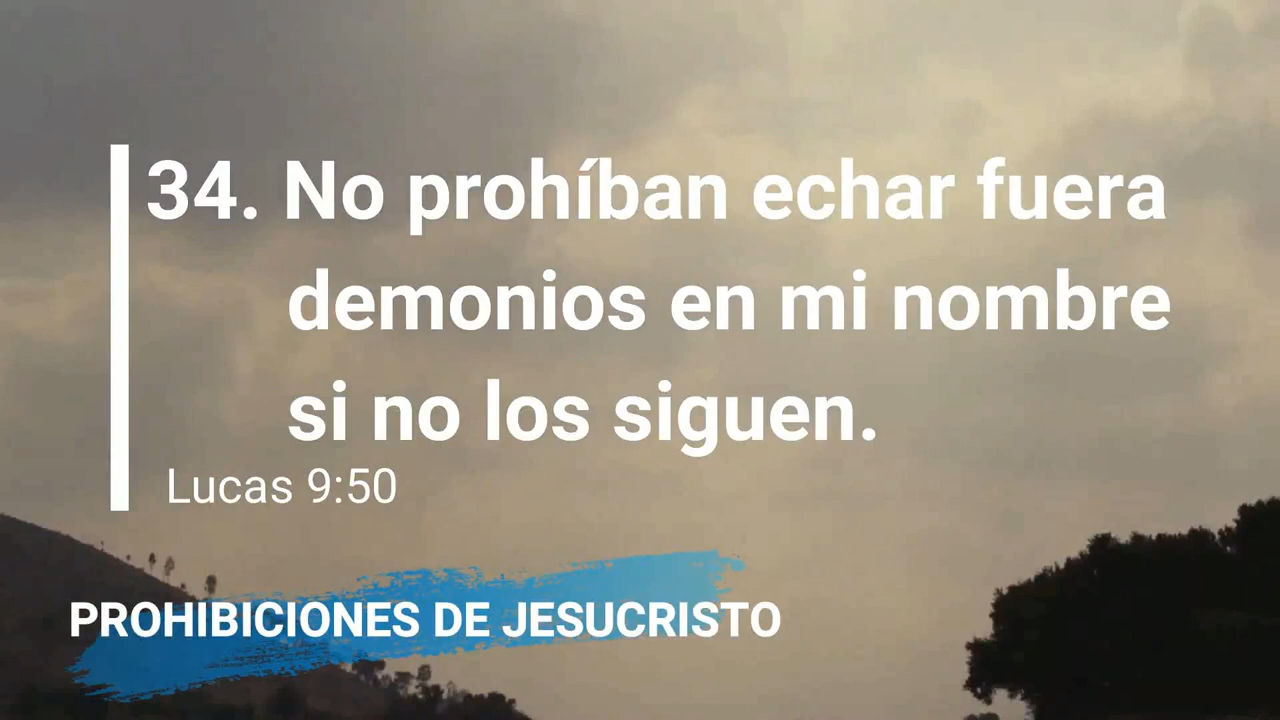 34. No prohíban echar fuera
demonios en mi nombre
si no los siguen.
Lucas 9:50
PROHIBICIONES DE JESUCRISTO